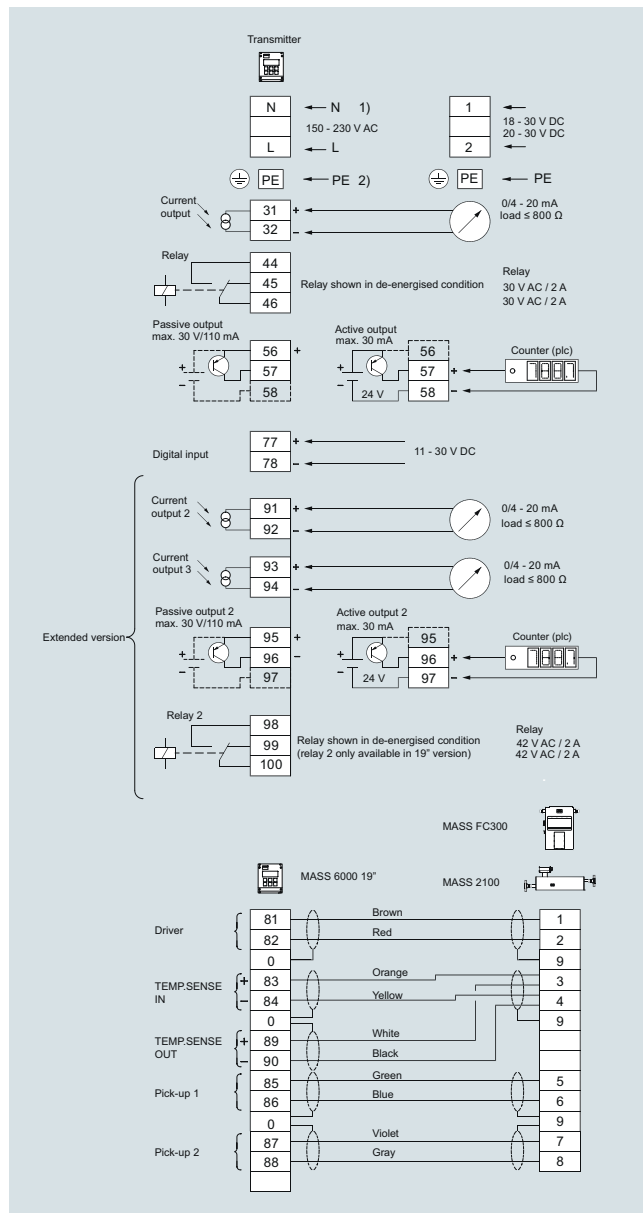 Transmitter
N N 1) 1
150 - 230 V AC 18 - 30 V DC
20 - 30 V DC
L L 2
PE PE 2) PE PE
Current
output
31 + 0/4 - 20 mA
32 – load ≤ 800 Ω
Relay
44
45 Relay shown in de-energised condition
46
Relay
30 V AC / 2 A
30 V AC / 2 A
Passive output
max. 30 V/110 mA
Active output
max. 30 mA
56 + 56 Counter (plc)
+ 57 + 57 +
– 58 – 24 V 58 –
77 +
Digital input 78 – 11 - 30 V DC
Current
output 2
91 + 0/4 - 20 mA
92 – load ≤ 800 Ω
Current
output 3
93 + 0/4 - 20 mA
94 – load ≤ 800 Ω
Extended version
Passive output 2
max. 30 V/110 mA
Active output 2
max. 30 mA
95 + 95 Counter (plc)
+ 96 – + 96 +
– 97 – 24 V 97 –
Relay 2
98
99
100
Relay shown in de-energised condition
(relay 2 only available in 19" version)
Relay
42 V AC / 2 A
42 V AC / 2 A
MASS FC300
MASS 6000 19"
MASS 2100
Driver
81 Brown 1
82 Red 2
0 9
TEMP.SENSE
IN
+ 83 Orange 3
– 84 Yellow 4
0 9
TEMP.SENSE
OUT
+ 89 White
– 90 Black
Pick-up 1
85 Green 5
86 Blue 6
0 9
Pick-up 2
87 Violet 7
88 Gray 8